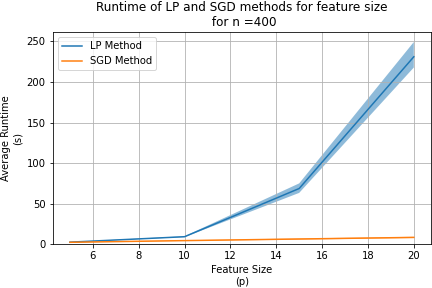 Runtime of LP and SGD methods for feature size
for n =400
LP Method
SGD Method
250
200
150
100
50
0
6 8 10 12 14 16 18 20
Average Runtime
(s)
Feature Size
(p)